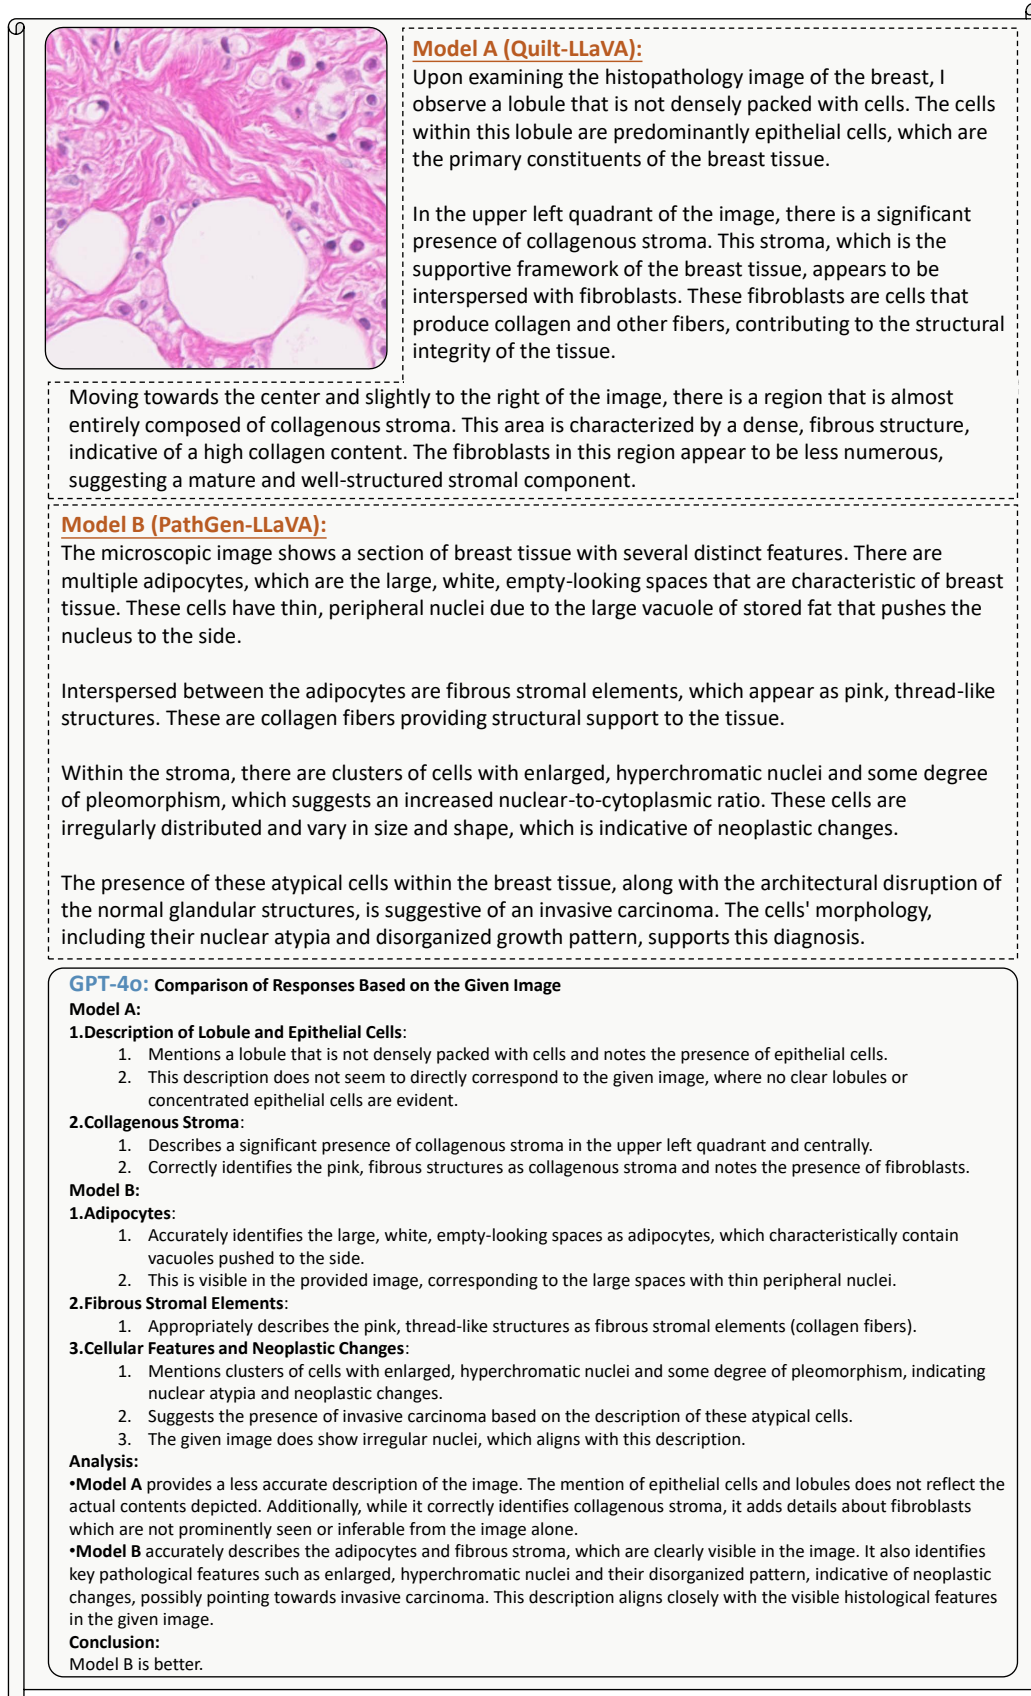 Model A (Quilt-LLaVA):
Upon examining the histopathology image of the breast, I
observe a lobule that is not densely packed with cells. The cells
within this lobule are predominantly epithelial cells, which are
the primary constituents of the breast tissue.
In the upper left quadrant of the image, there is a significant
presence of collagenous stroma. This stroma, which is the
supportive framework of the breast tissue, appears to be
interspersed with fibroblasts. These fibroblasts are cells that
produce collagen and other fibers, contributing to the structural
integrity of the tissue.
Moving towards the center and slightly to the right of the image, there is a region that is almost
entirely composed of collagenous stroma. This area is characterized by a dense, fibrous structure,
indicative of a high collagen content. The fibroblasts in this region appear to be less numerous,
suggesting a mature and well-structured stromal component.
Model B (PathGen-LLaVA):
The microscopic image shows a section of breast tissue with several distinct features. There are
multiple adipocytes, which are the large, white, empty-looking spaces that are characteristic of breast
tissue. These cells have thin, peripheral nuclei due to the large vacuole of stored fat that pushes the
nucleus to the side.
Interspersed between the adipocytes are fibrous stromal elements, which appear as pink, thread-like
structures. These are collagen fibers providing structural support to the tissue.
Within the stroma, there are clusters of cells with enlarged, hyperchromatic nuclei and some degree
of pleomorphism, which suggests an increased nuclear-to-cytoplasmic ratio. These cells are
irregularly distributed and vary in size and shape, which is indicative of neoplastic changes.
The presence of these atypical cells within the breast tissue, along with the architectural disruption of
the normal glandular structures, is suggestive of an invasive carcinoma. The cells' morphology,
including their nuclear atypia and disorganized growth pattern, supports this diagnosis.
GPT-4o: Comparison of Responses Based on the Given Image
Model A:
1.Description of Lobule and Epithelial Cells:
1. Mentions a lobule that is not densely packed with cells and notes the presence of epithelial cells.
2. This description does not seem to directly correspond to the given image, where no clear lobules or
concentrated epithelial cells are evident.
2.Collagenous Stroma:
1. Describes a significant presence of collagenous stroma in the upper left quadrant and centrally.
2. Correctly identifies the pink, fibrous structures as collagenous stroma and notes the presence of fibroblasts.
Model B:
1.Adipocytes:
1. Accurately identifies the large, white, empty-looking spaces as adipocytes, which characteristically contain
vacuoles pushed to the side.
2. This is visible in the provided image, corresponding to the large spaces with thin peripheral nuclei.
2.Fibrous Stromal Elements:
1. Appropriately describes the pink, thread-like structures as fibrous stromal elements (collagen fibers).
3.Cellular Features and Neoplastic Changes:
1. Mentions clusters of cells with enlarged, hyperchromatic nuclei and some degree of pleomorphism, indicating
nuclear atypia and neoplastic changes.
2. Suggests the presence of invasive carcinoma based on the description of these atypical cells.
3. The given image does show irregular nuclei, which aligns with this description.
Analysis:
•Model A provides a less accurate description of the image. The mention of epithelial cells and lobules does not reflect the
actual contents depicted. Additionally, while it correctly identifies collagenous stroma, it adds details about fibroblasts
which are not prominently seen or inferable from the image alone.
•Model B accurately describes the adipocytes and fibrous stroma, which are clearly visible in the image. It also identifies
key pathological features such as enlarged, hyperchromatic nuclei and their disorganized pattern, indicative of neoplastic
changes, possibly pointing towards invasive carcinoma. This description aligns closely with the visible histological features
in the given image.
Conclusion:
Model B is better.